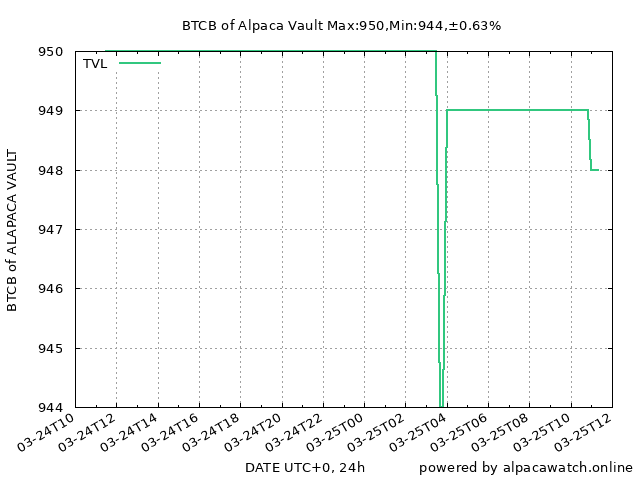 BTCB of Alpaca Vault Max:950,Min:944,±0.63%
TVL
950
949
948
947
946
945
944
BTCB of ALAPACA VAULT
03-24T10
03-24T12
03-24T14
03-24T16
03-24T18
03-24T20
03-24T22
03-25T00
03-25T02
03-25T04
03-25T06
03-25T08
03-25T10
03-25T12
DATE UTC+0, 24h
powered by alpacawatch.online